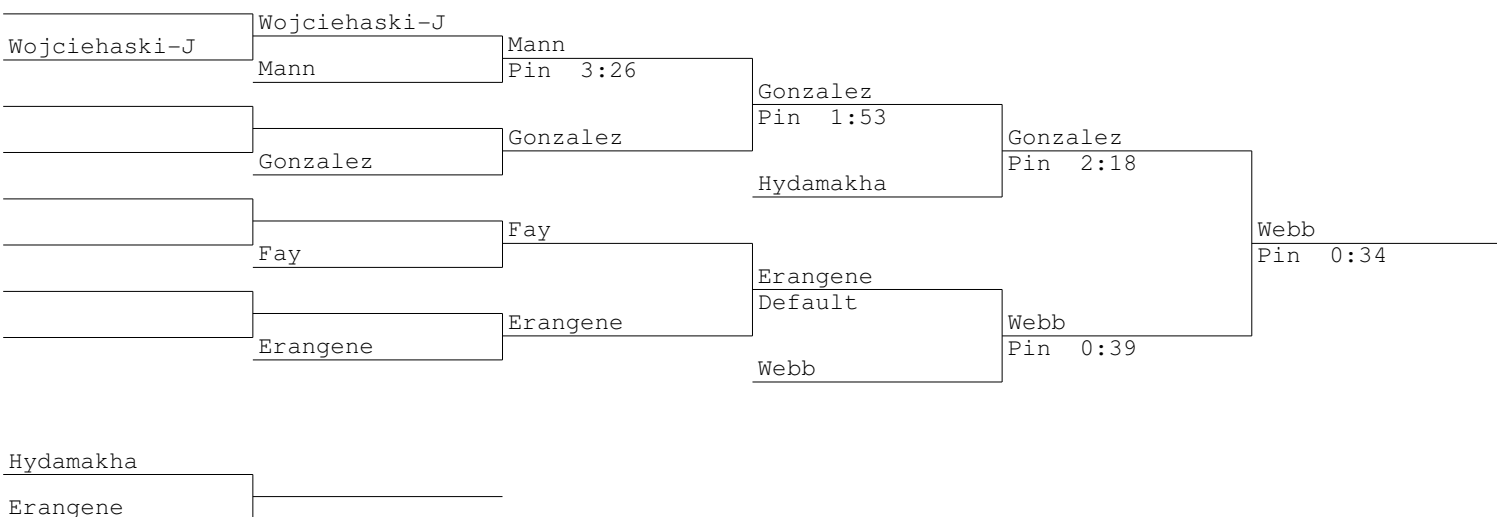 Wojciehaski-J
Wojciehaski-J
Mann
Mann
Pin 3:26
Gonzalez
Gonzalez
Gonzalez
Pin 1:53
Hydamakha
Gonzalez
Pin 2:18
Fay
Fay
Erangene
Erangene
Erangene
Default
Webb
Webb
Pin 0:39
Webb
Pin 0:34
Hydamakha
Erangene